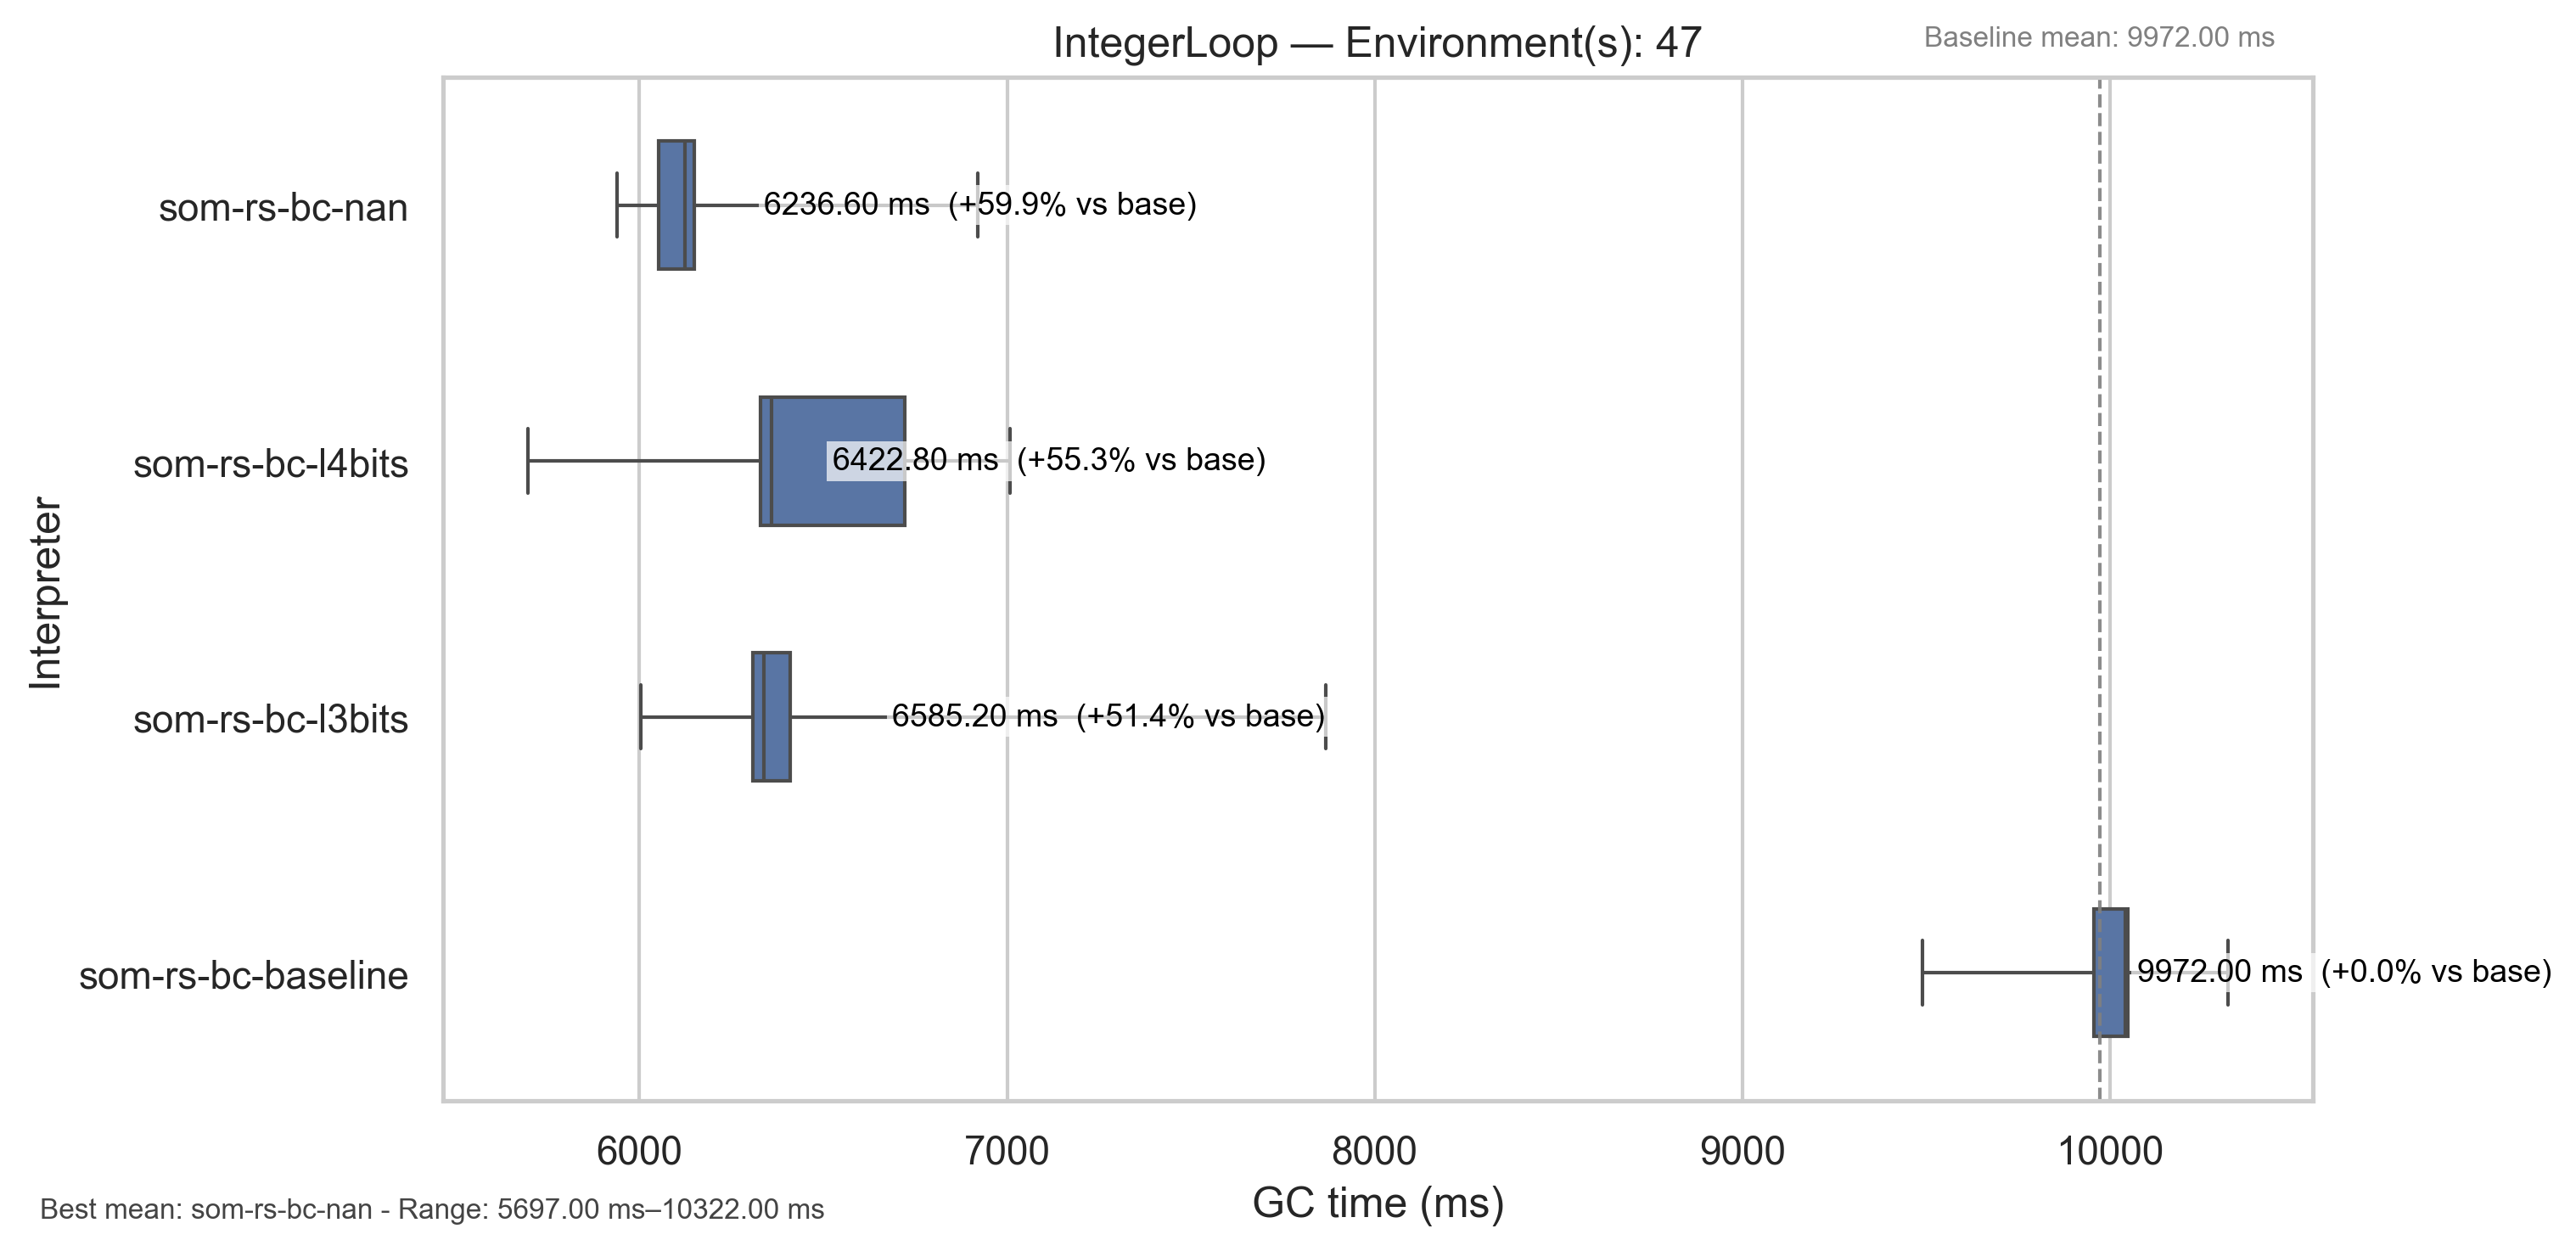 IntegerLoop — Environment(s): 47
Baseline mean: 9972.00 ms
som-rs-bc-nan
6236.60 ms  (+59.9% vs base)
som-rs-bc-l4bits
6422.80 ms  (+55.3% vs base)
som-rs-bc-l3bits
6585.20 ms  (+51.4% vs base)
som-rs-bc-baseline
9972.00 ms  (+0.0% vs base)
Interpreter
6000 7000 8000 9000 10000
GC time (ms)
Best mean: som-rs-bc-nan - Range: 5697.00 ms–10322.00 ms